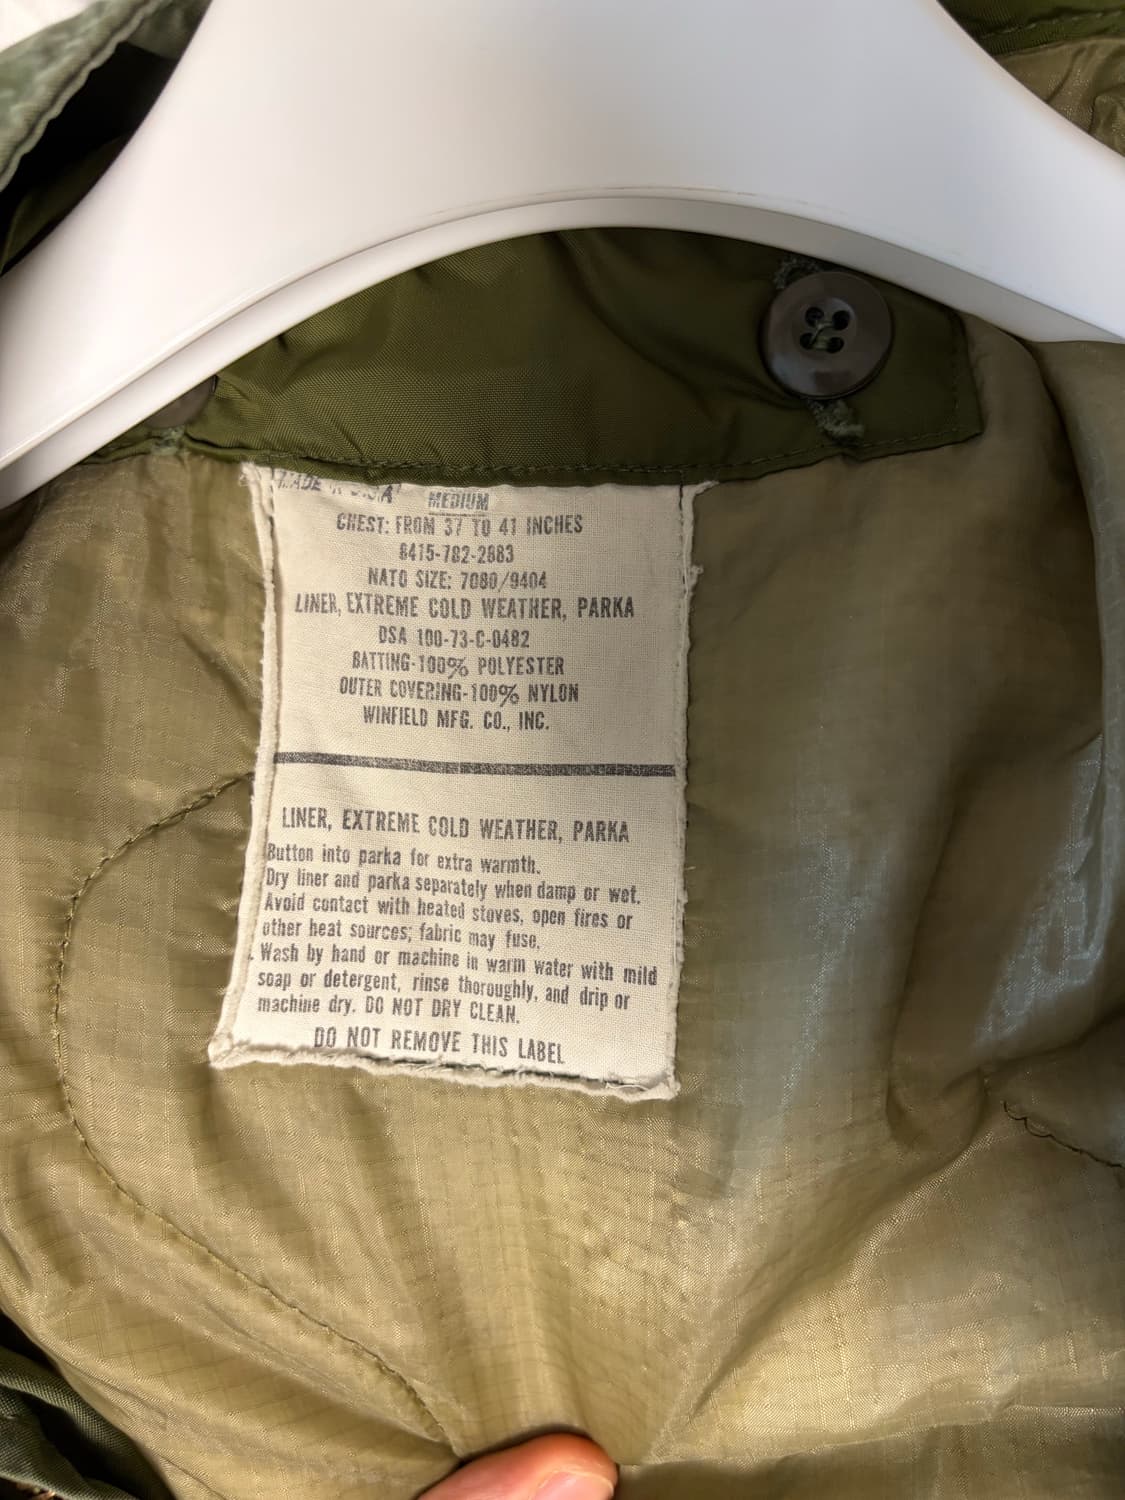 MADE IN U.S.A.
MEDIUM
CHEST: FROM 37 TO 41 INCHES
8415-782-2883
NATO SIZE: 7080/9404
LINER, EXTREME COLD WEATHER, PARKA
DSA 100-73-C-0482
BATTING-100% POLYESTER
OUTER COVERING-100% NYLON
WINFIELD MFG. CO., INC.
LINER, EXTREME COLD WEATHER, PARKA
Button into parka for extra warmth.
Dry liner and parka separately when damp or wet.
Avoid contact with heated stoves, open fires or
other heat sources; fabric may fuse.
Wash by hand or machine in warm water with mild
soap or detergent, rinse thoroughly, and drip or
machine dry. DO NOT DRY CLEAN.
DO NOT REMOVE THIS LABEL